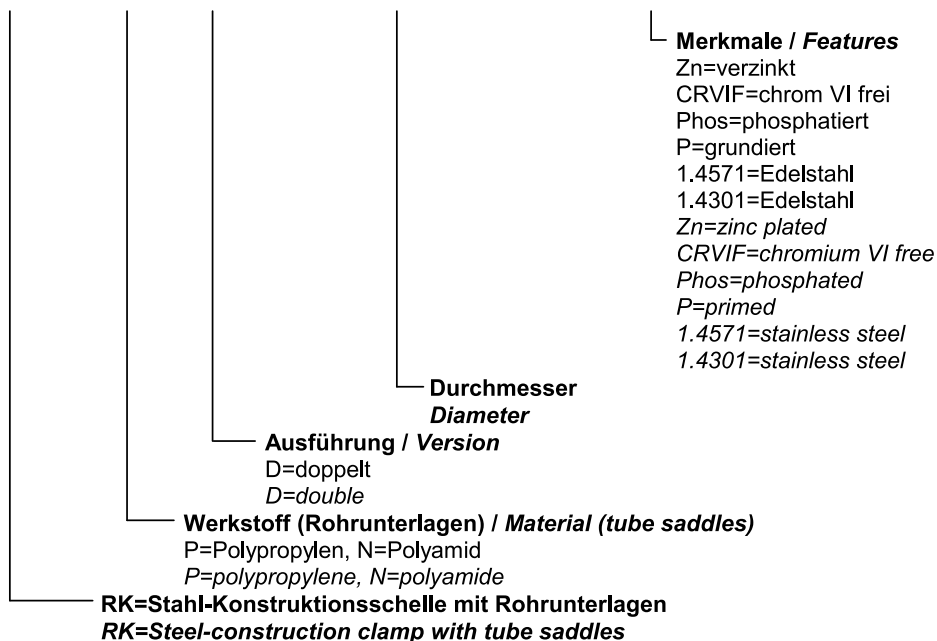 Merkmale / Features
Zn=verzinkt
CRVIF=chrom VI frei
Phos=phosphatiert
P=grundiert
1.4571=Edelstahl
1.4301=Edelstahl
Zn=zinc plated
CRVIF=chromium VI free
Phos=phosphated
P=primed
1.4571=stainless steel
1.4301=stainless steel
Durchmesser
Diameter
Ausführung / Version
D=doppelt
D=double
Werkstoff (Rohrunterlagen) / Material (tube saddles)
P=Polypropylen, N=Polyamid
P=polypropylene, N=polyamide
RK=Stahl-Konstruktionsschelle mit Rohrunterlagen
RK=Steel-construction clamp with tube saddles